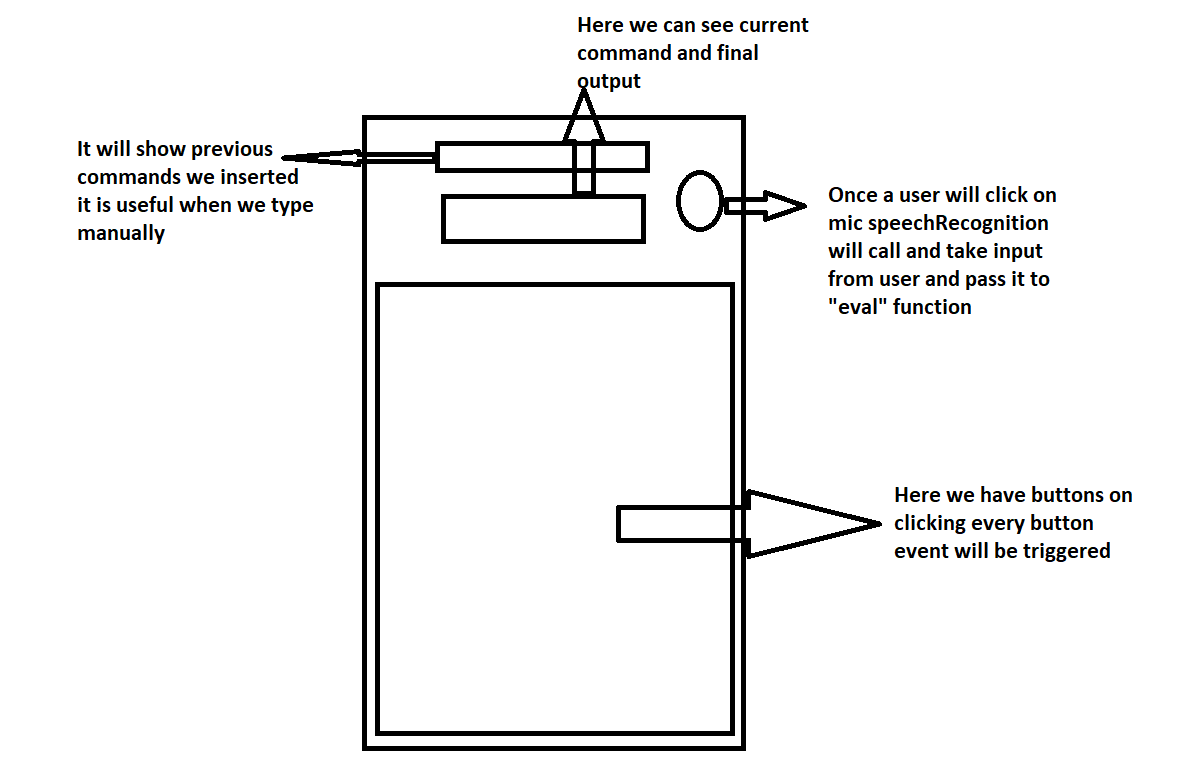 Here we can see current
command and final
output
It will show previous
commands we inserted
it is useful when we type
manually
Once a user will click on
mic speechRecognition
will call and take input
from user and pass it to
"eval" function
Here we have buttons on
clicking every button
event will be triggered